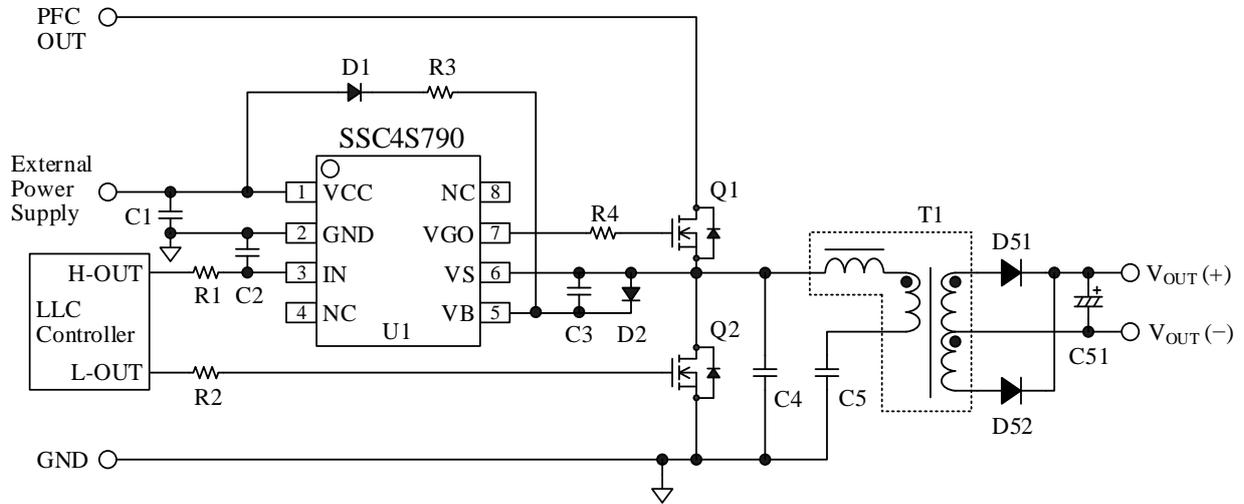 PFC
OUT
D1
R3
SSC4S790
External
Power
Supply
C1
1
VCC
NC
8
Q1
2
GND
VGO
7
R4
T1
D51
H-OUT
R1
C2
3
IN
VS
6
VOUT (+)
LLC
Controller
4
NC
VB
5
U1
C3
D2
Q2
VOUT (−)
C51
L-OUT
R2
C4
C5
D52
GND
+